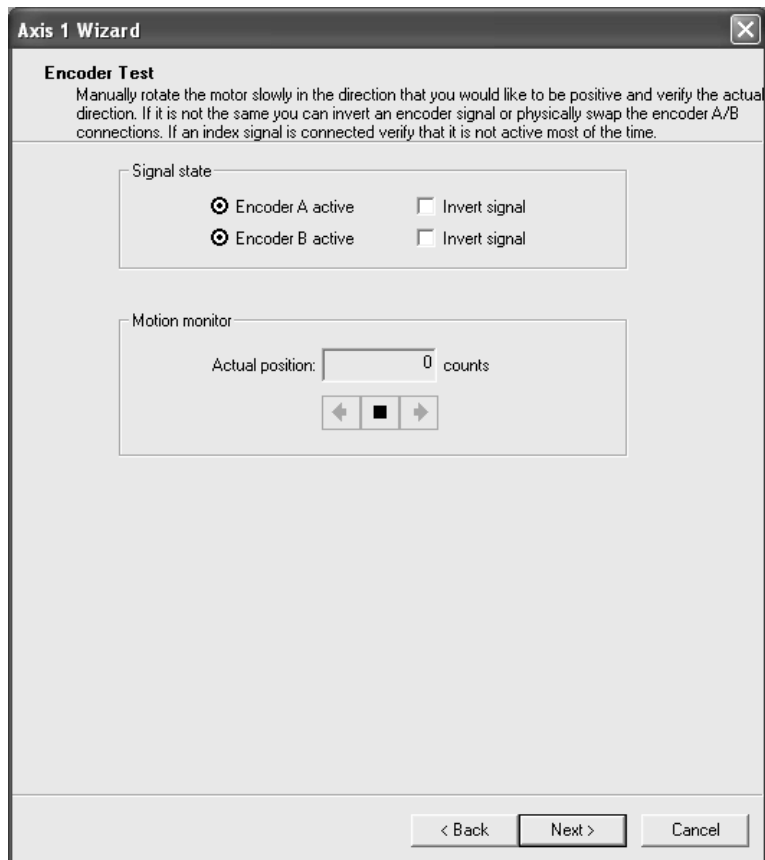 Axis 1 Wizard
Encoder Test
Manually rotate the motor slowly in the direction that you would like to be positive and verify the actual
direction. If it is not the same you can invert an encoder signal or physically swap the encoder A/B
connections. If an index signal is connected verify that it is not active most of the time.
Signal state
Encoder A active Invert signal
Encoder B active Invert signal
Motion monitor
Actual position: 0 counts
< Back Next > Cancel